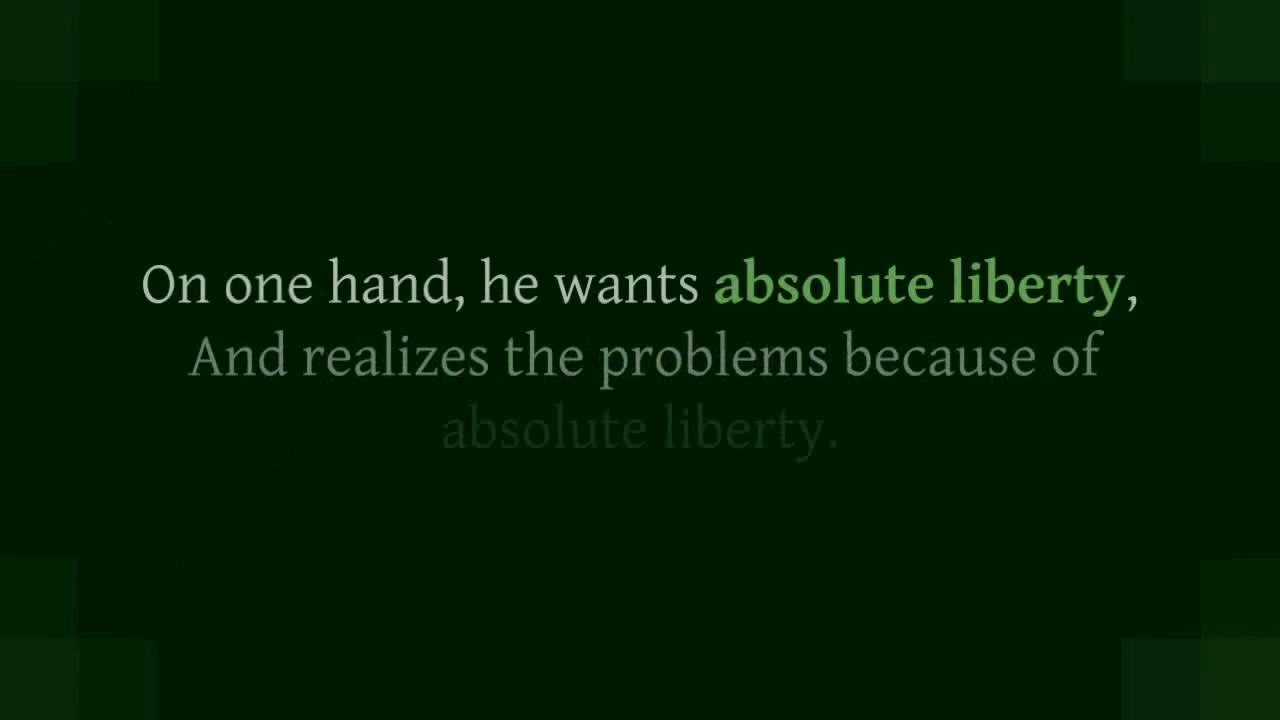 On one hand, he wants absolute liberty,
And realizes the problems because of
absolute liberty.